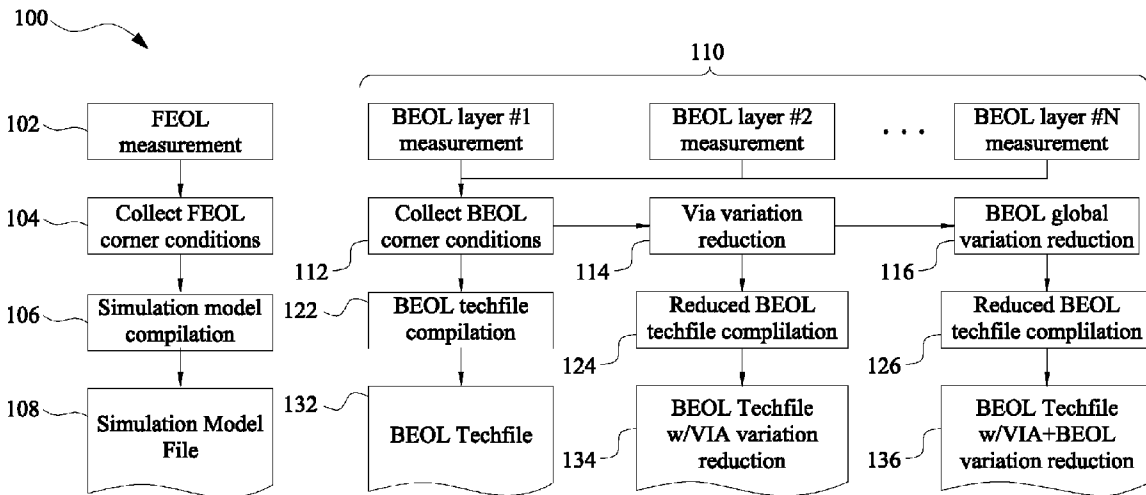 100
110
102
FEOL
measurement
BEOL layer #1
measurement
BEOL layer #2
measurement
. . .
BEOL layer #N
measurement
104
Collect FEOL
corner conditions
Collect BEOL
corner conditions
112
Via variation
reduction
114
BEOL global
variation reduction
116
106
Simulation model
compilation
122
BEOL techfile
compilation
Reduced BEOL
techfile complilation
124
Reduced BEOL
techfile complilation
126
108
Simulation Model
File
132
BEOL Techfile
BEOL Techfile
w/VIA variation
reduction
134
BEOL Techfile
w/VIA+BEOL
variation reduction
136